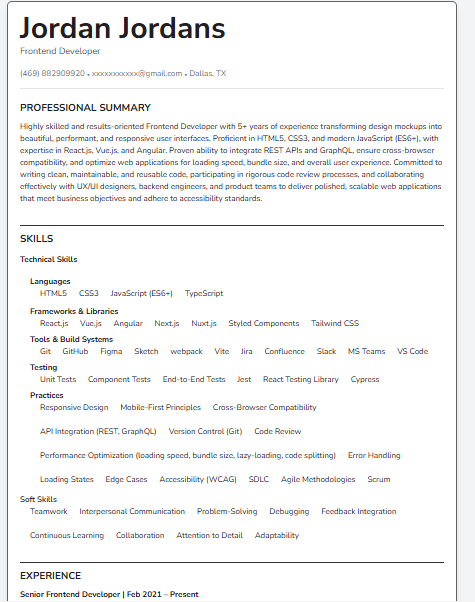 Jordan Jordans
Frontend Developer
(469) 882909920 • xxxxxxxxxxx@gmail.com • Dallas, TX
PROFESSIONAL SUMMARY
Highly skilled and results-oriented Frontend Developer with 5+ years of experience transforming design mockups into
beautiful, performant, and responsive user interfaces. Proficient in HTML5, CSS3, and modern JavaScript (ES6+), with
expertise in React.js, Vue.js, and Angular. Proven ability to integrate REST APIs and GraphQL, ensure cross-browser
compatibility, and optimize web applications for loading speed, bundle size, and overall user experience. Committed to
writing clean, maintainable, and reusable code, participating in rigorous code review processes, and collaborating
effectively with UX/UI designers, backend engineers, and product teams to deliver polished, scalable web applications
that meet business objectives and adhere to accessibility standards.
SKILLS
Technical Skills
Languages
HTML5 CSS3 JavaScript (ES6+) TypeScript
Frameworks & Libraries
React.js Vue.js Angular Next.js Nuxt.js Styled Components Tailwind CSS
Tools & Build Systems
Git GitHub Figma Sketch webpack Vite Jira Confluence Slack MS Teams VS Code
Testing
Unit Tests Component Tests End-to-End Tests Jest React Testing Library Cypress
Practices
Responsive Design Mobile-First Principles Cross-Browser Compatibility
API Integration (REST, GraphQL) Version Control (Git) Code Review
Performance Optimization (loading speed, bundle size, lazy-loading, code splitting) Error Handling
Loading States Edge Cases Accessibility (WCAG) SDLC Agile Methodologies Scrum
Soft Skills
Teamwork Interpersonal Communication Problem-Solving Debugging Feedback Integration
Continuous Learning Collaboration Attention to Detail Adaptability
EXPERIENCE
Senior Frontend Developer | Feb 2021 – Present